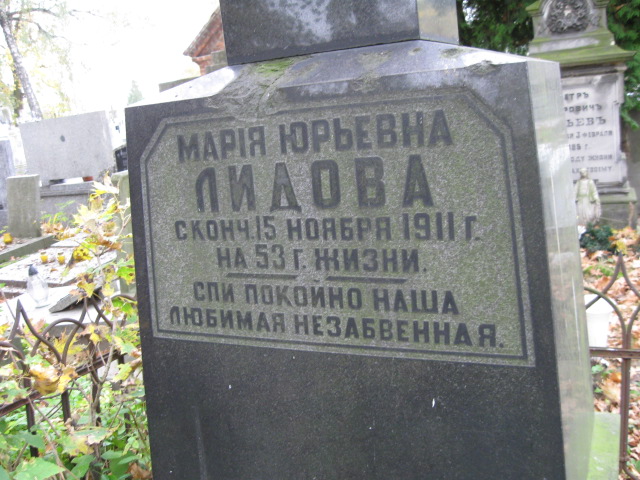 МАРІЯ ЮРЬЕВНА
ЛИДОВА
СКОНЧ. 15 НОЯБРЯ 1911 Г.
НА 53 Г. ЖИЗНИ.
СПИ ПОКОЙНО НАША
ЛЮБИМАЯ НЕЗАБВЕННАЯ.